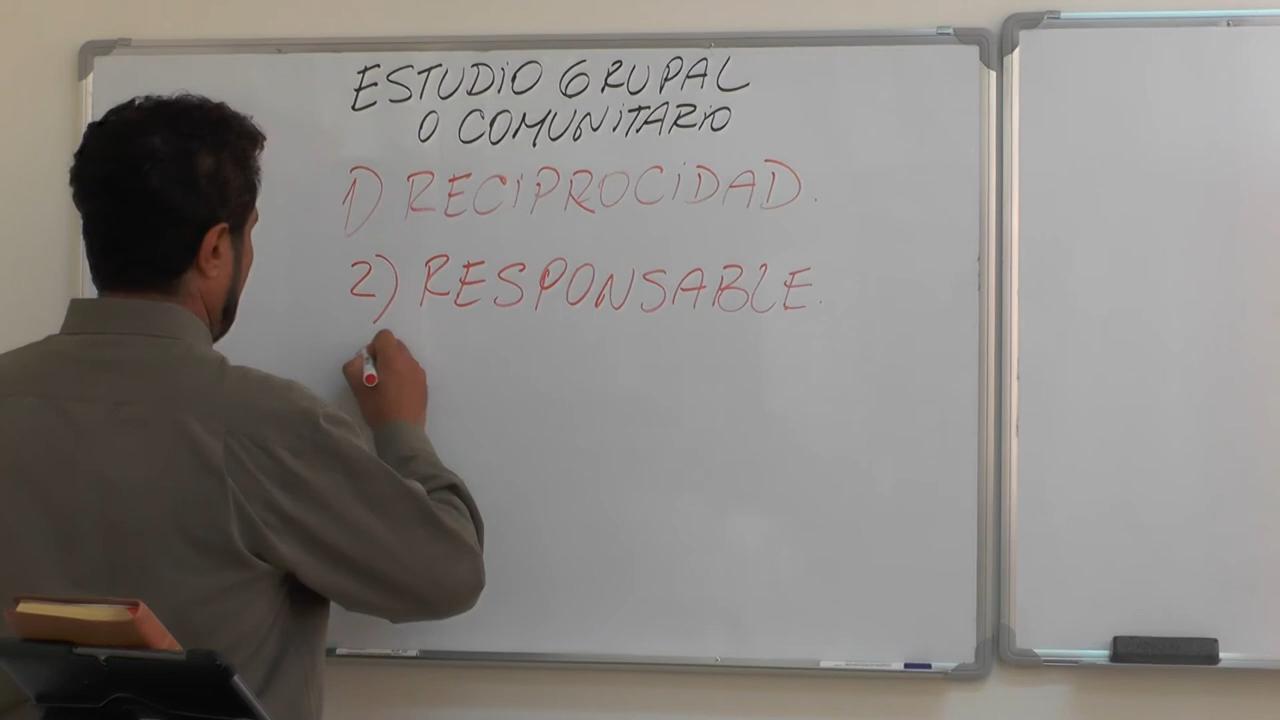 ESTUDIO GRUPAL
O COMUNITARIO
1) RECIPROCIDAD.
2) RESPONSABLE.